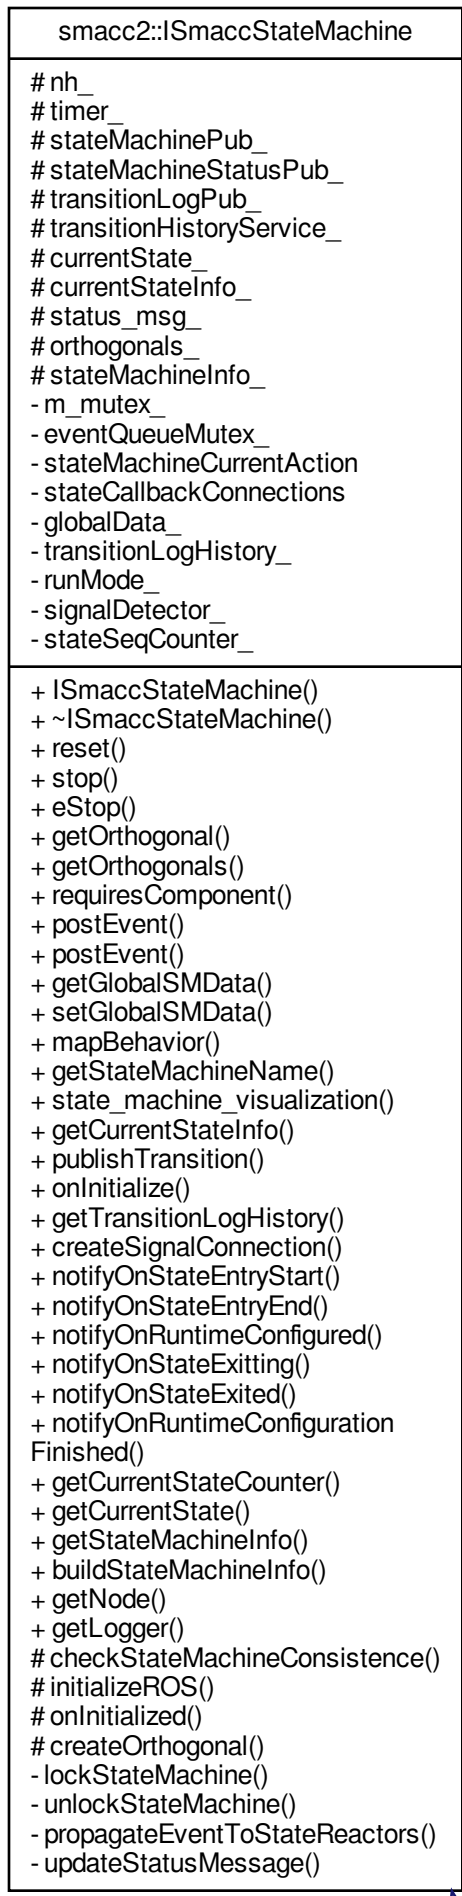 smacc2::ISmaccStateMachine
# nh_
# timer_
# stateMachinePub_
# stateMachineStatusPub_
# transitionLogPub_
# transitionHistoryService_
# currentState_
# currentStateInfo_
# status_msg_
# orthogonals_
# stateMachineInfo_
- m_mutex_
- eventQueueMutex_
- stateMachineCurrentAction
- stateCallbackConnections
- globalData_
- transitionLogHistory_
- runMode_
- signalDetector_
- stateSeqCounter_
+ ISmaccStateMachine()
+ ~ISmaccStateMachine()
+ reset()
+ stop()
+ eStop()
+ getOrthogonal()
+ getOrthogonals()
+ requiresComponent()
+ postEvent()
+ postEvent()
+ getGlobalSMData()
+ setGlobalSMData()
+ mapBehavior()
+ getStateMachineName()
+ state_machine_visualization()
+ getCurrentStateInfo()
+ publishTransition()
+ onInitialize()
+ getTransitionLogHistory()
+ createSignalConnection()
+ notifyOnStateEntryStart()
+ notifyOnStateEntryEnd()
+ notifyOnRuntimeConfigured()
+ notifyOnStateExitting()
+ notifyOnStateExited()
+ notifyOnRuntimeConfiguration
Finished()
+ getCurrentStateCounter()
+ getCurrentState()
+ getStateMachineInfo()
+ buildStateMachineInfo()
+ getNode()
+ getLogger()
# checkStateMachineConsistence()
# initializeROS()
# onInitialized()
# createOrthogonal()
- lockStateMachine()
- unlockStateMachine()
- propagateEventToStateReactors()
- updateStatusMessage()